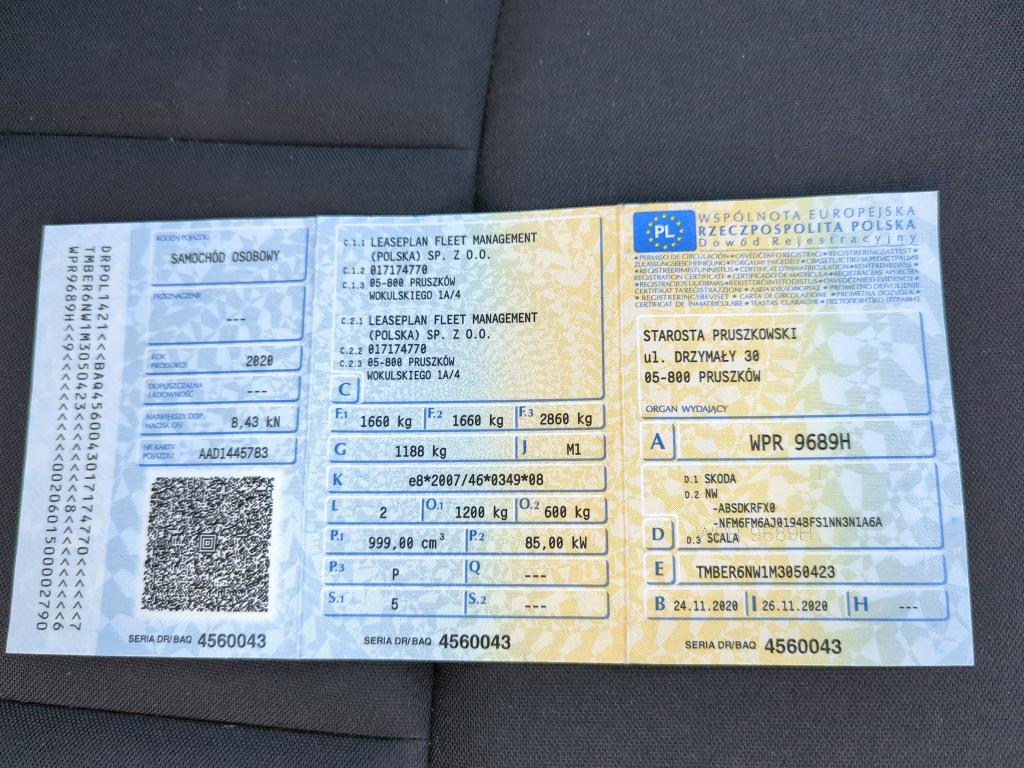 DRPOL1421<<BAQ4560043017174770<<<<<7
TMBER6NW1M3050423<<<<<<<<<<<8<<<<<<6
WPR9689H<9<<<<<<<<<0020601500002790
RODZAJ POJAZDU
SAMOCHÓD OSOBOWY
PRZEZNACZENIE
---
ROK PRODUKCJI 2020
DOPUSZCZALNA ŁADOWNOŚĆ ---
NAJWIĘKSZY DOP. NACISK OSI 8,43 kN
NR KARTY POJAZDU AAD1445783
SERIA DR/BAQ 4560043
C.1.1 LEASEPLAN FLEET MANAGEMENT
(POLSKA) SP. Z O.O.
C.1.2 017174770
C.1.3 05-800 PRUSZKÓW
WOKULSKIEGO 1A/4
C.2.1 LEASEPLAN FLEET MANAGEMENT
(POLSKA) SP. Z O.O.
C.2.2 017174770
C.2.3 05-800 PRUSZKÓW
WOKULSKIEGO 1A/4
C
F.1 1660 kg F.2 1660 kg F.3 2860 kg
G 1188 kg J M1
K e8*2007/46*0349*08
L 2 O.1 1200 kg O.2 600 kg
P.1 999,00 cm³ P.2 85,00 kW
P.3 P Q ---
S.1 5 S.2 ---
SERIA DR/BAQ 4560043
PL
WSPÓLNOTA EUROPEJSKA
RZECZPOSPOLITA POLSKA
Dowód Rejestracyjny
STAROSTA PRUSZKOWSKI
ul. DRZYMAŁY 30
05-800 PRUSZKÓW
ORGAN WYDAJĄCY
A WPR 9689H
D.1 SKODA
D.2 NW
-ABSDKRFX0
-NFM6FM6AJ0194BFS1NN3N1A6A
D D.3 SCALA
WPR 9689H
E TMBER6NW1M3050423
B 24.11.2020 I 26.11.2020 H ---
SERIA DR/BAQ 4560043